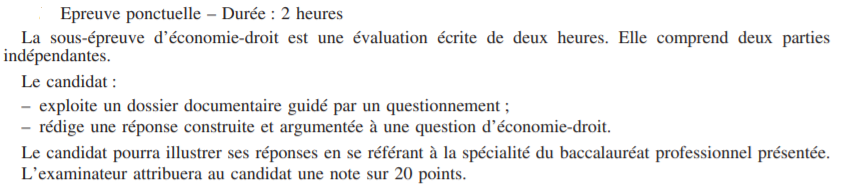 Epreuve ponctuelle – Durée : 2 heures
La sous-épreuve d'économie-droit est une évaluation écrite de deux heures. Elle comprend deux parties
indépendantes.
Le candidat :
– exploite un dossier documentaire guidé par un questionnement ;
– rédige une réponse construite et argumentée à une question d'économie-droit.
Le candidat pourra illustrer ses réponses en se référant à la spécialité du baccalauréat professionnel présentée.
L'examinateur attribuera au candidat une note sur 20 points.